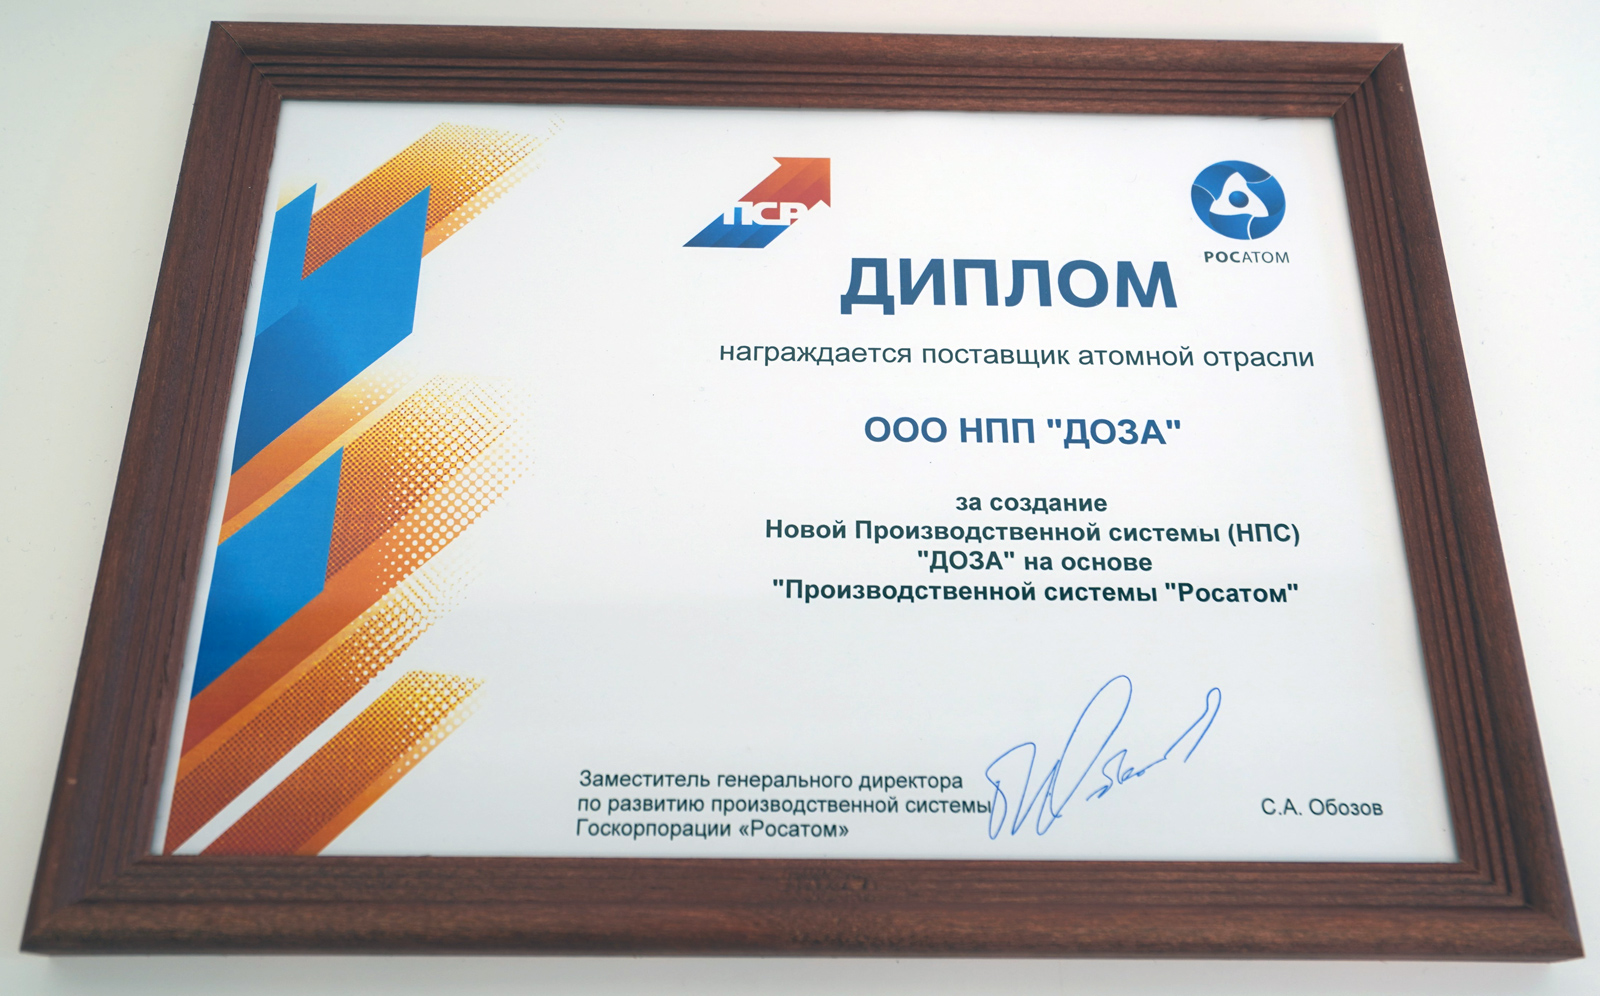 ПСР
РОСАТОМ
ДИПЛОМ
награждается поставщик атомной отрасли
ООО НПП "ДОЗА"
за создание
Новой Производственной системы (НПС)
"ДОЗА" на основе
"Производственной системы "Росатом"
Заместитель генерального директора
по развитию производственной системы
Госкорпорации «Росатом»
С.А. Обозов